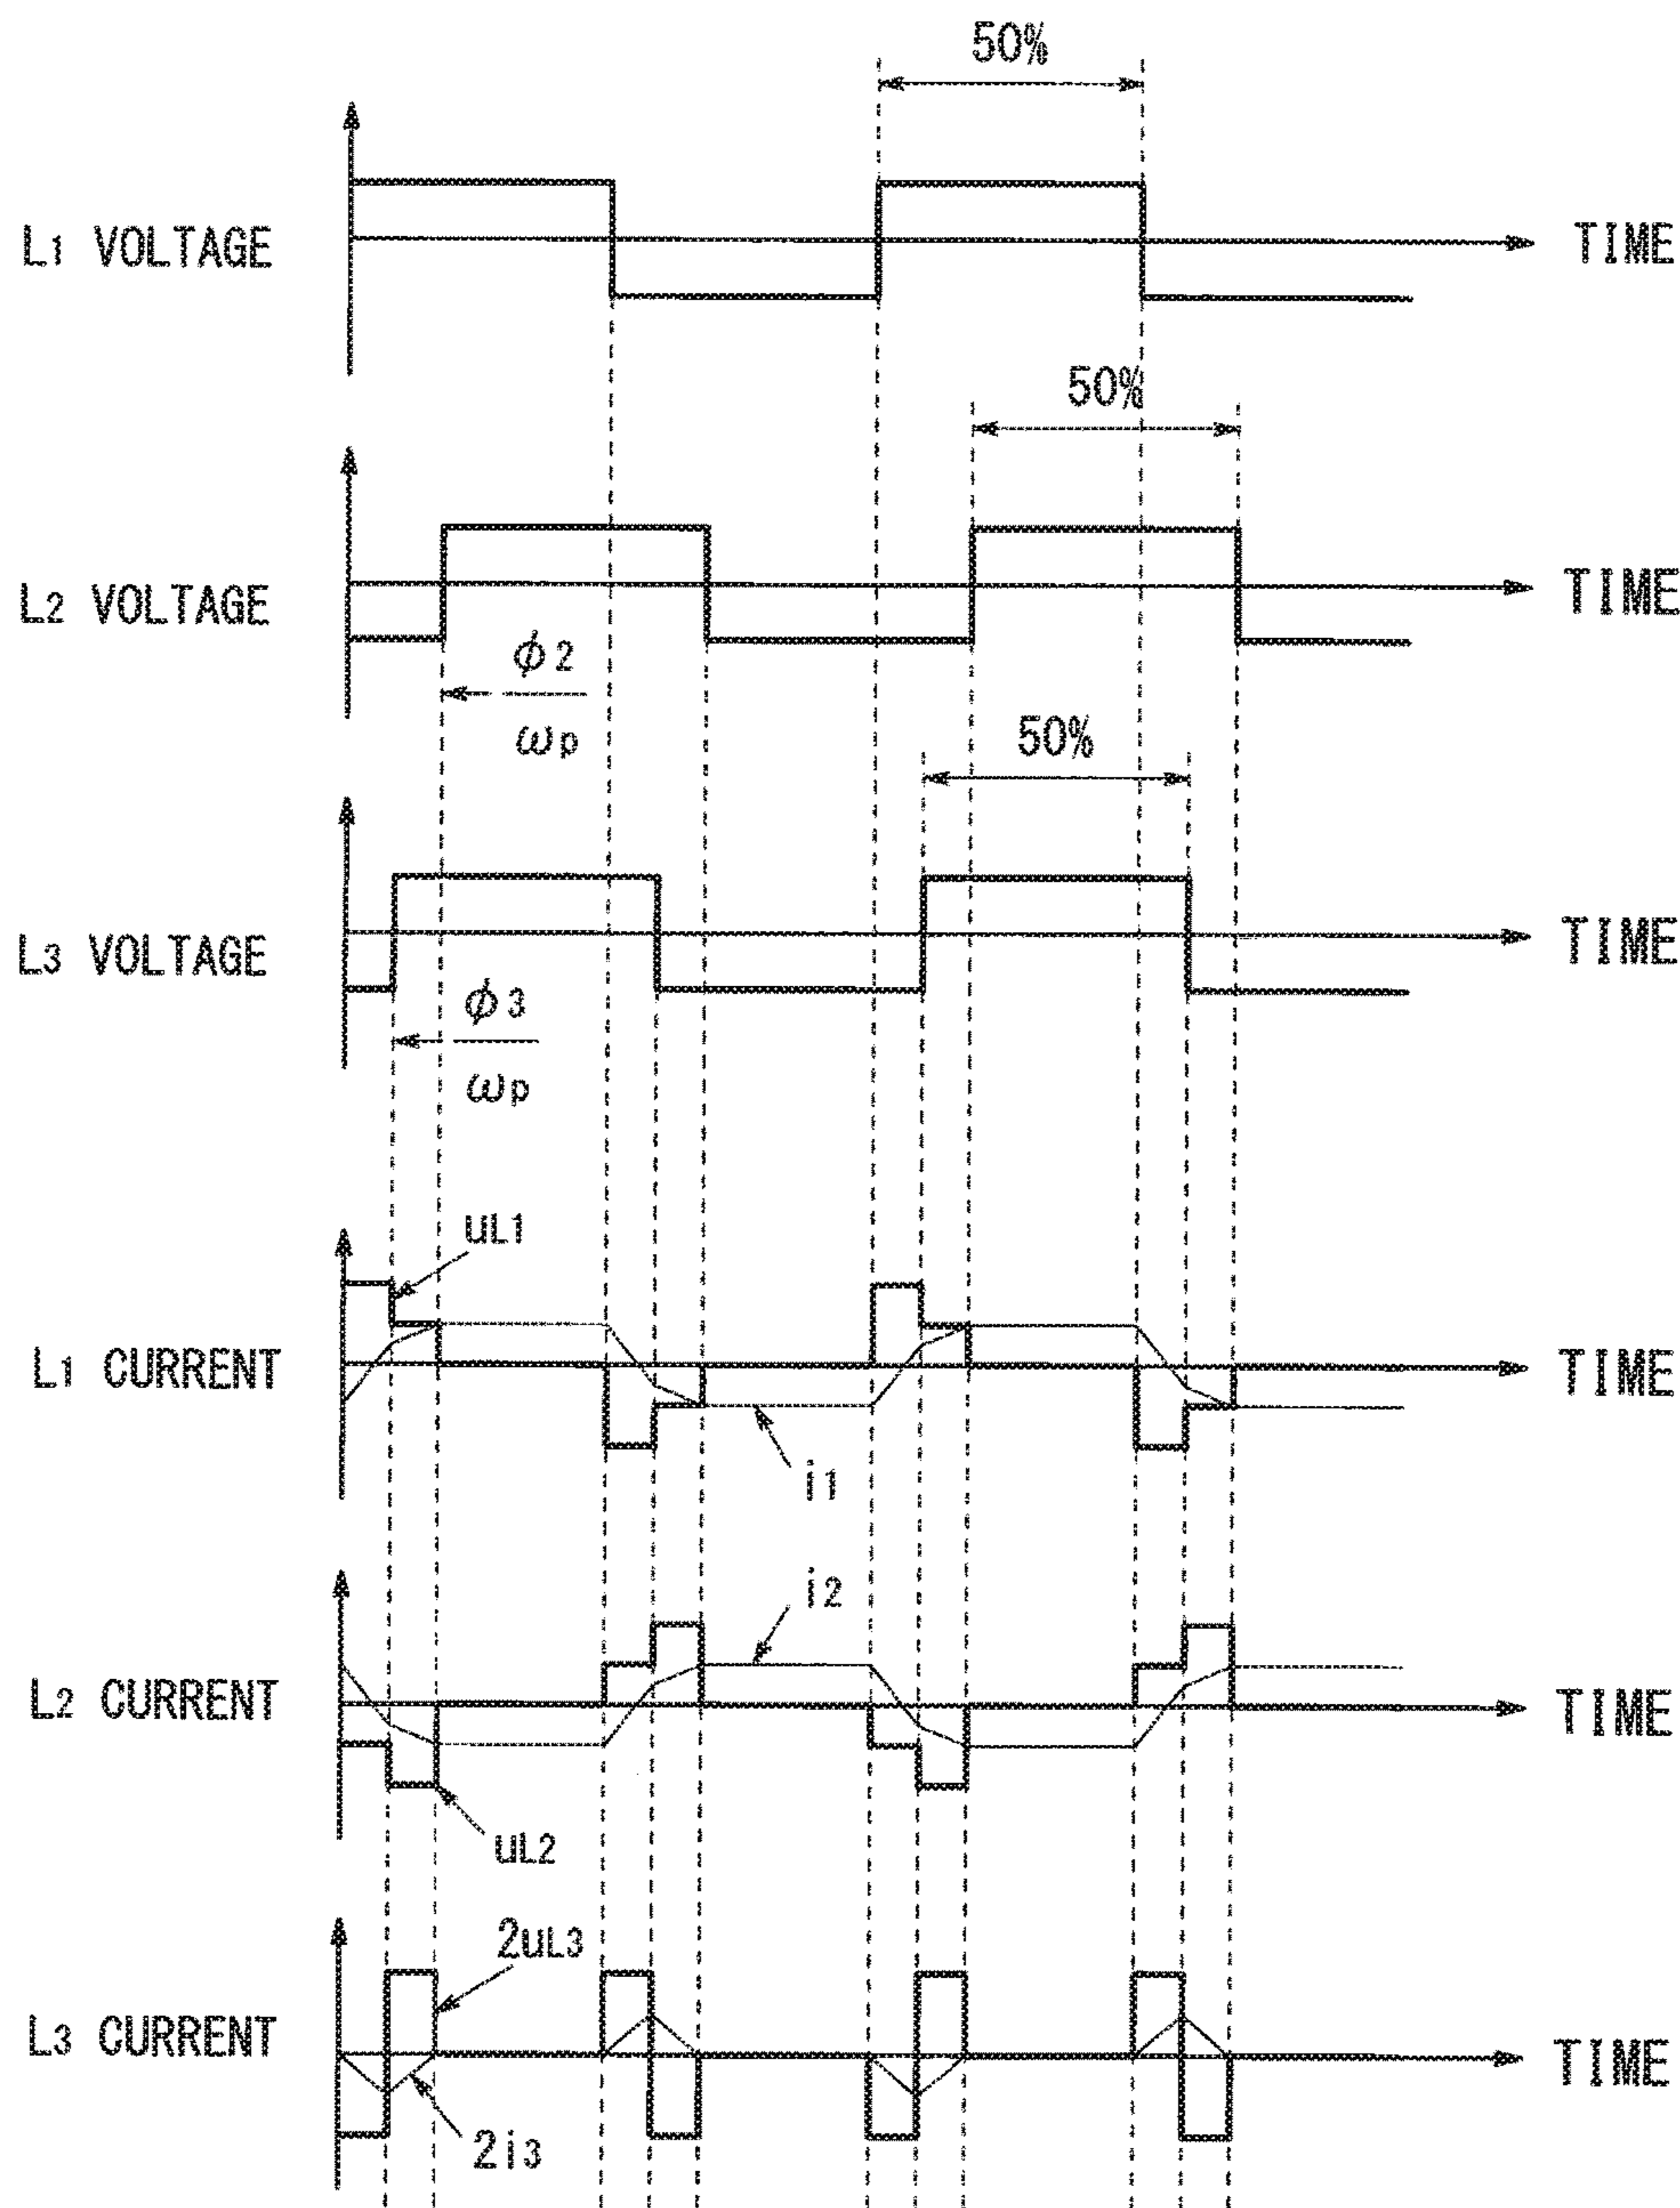 50%
L1 VOLTAGE
TIME
50%
L2 VOLTAGE
TIME
ϕ2
ωp
50%
L3 VOLTAGE
TIME
ϕ3
ωp
uL1
L1 CURRENT
TIME
i1
i2
L2 CURRENT
TIME
uL2
2uL3
L3 CURRENT
TIME
2i3